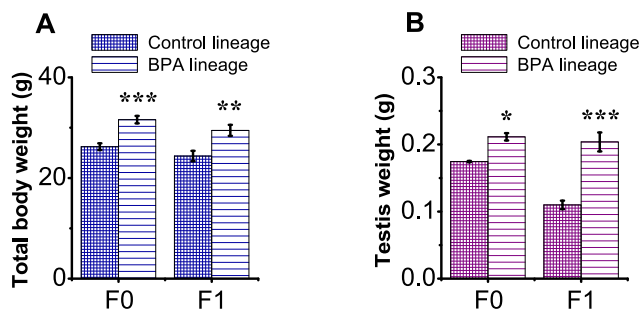 A
Control lineage
BPA lineage
Total body weight (g)
40
20
0
***
**
F0
F1
B
Control lineage
BPA lineage
Testis weight (g)
0.3
0.2
0.1
0.0
*
***
F0
F1